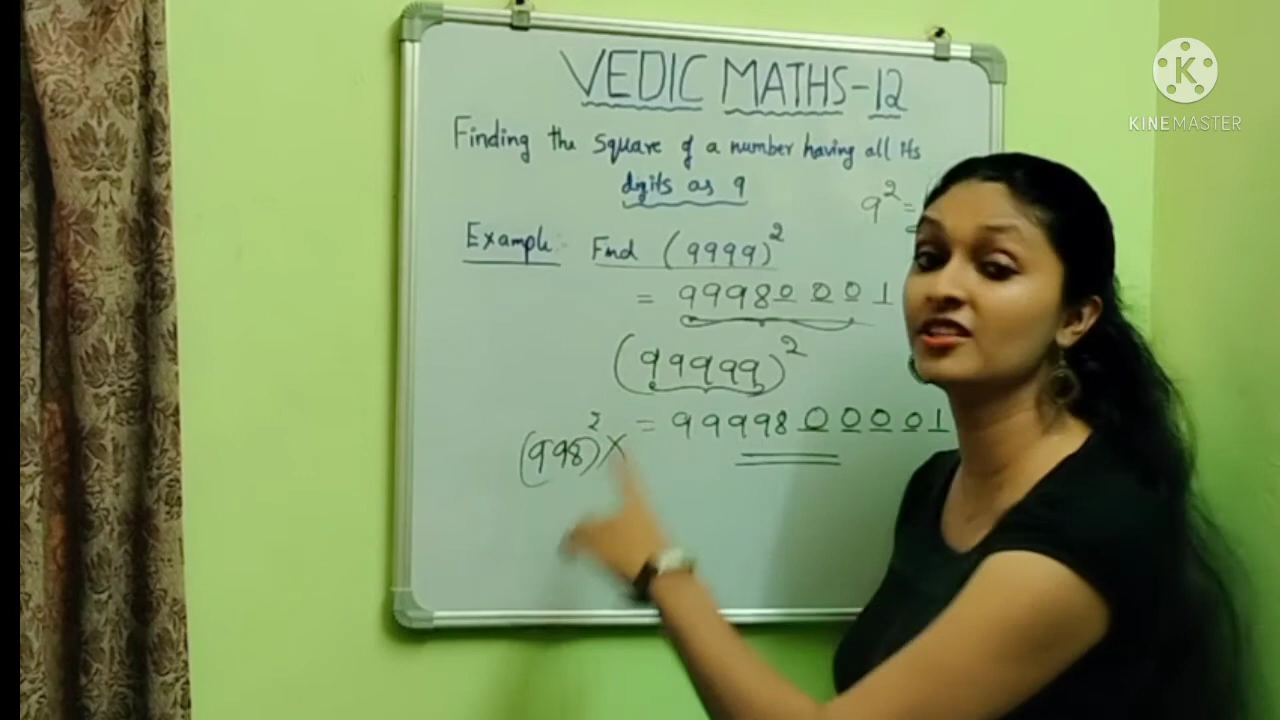 VEDIC MATHS-12
Finding the square of a number having all its
digits as 9
9² =
Example:- Find (9999)²
= 99980001
(99999)²
= 9999800001
(998)² X
K
KINEMASTER